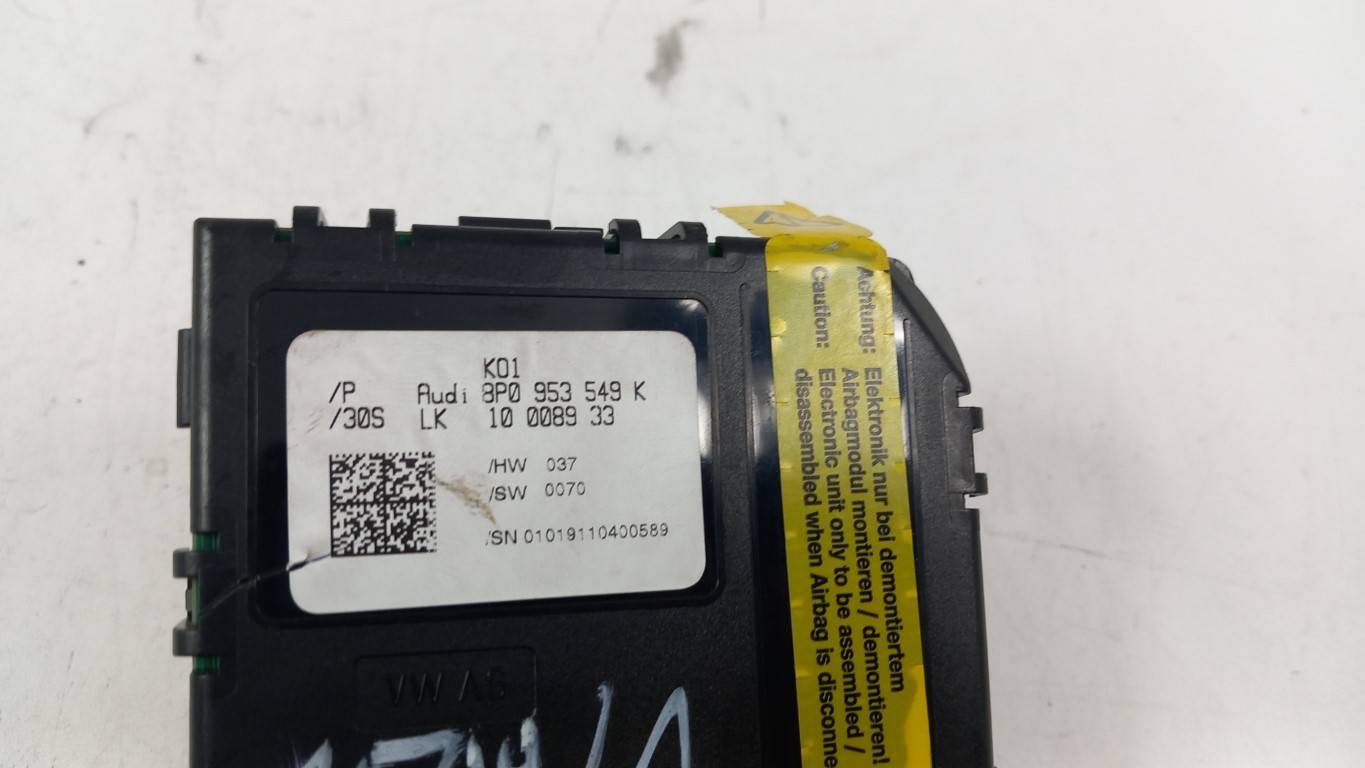 K01
/P Audi 8P0 953 549 K
/30S LK 10 0089 33
/HW 037
/SW 0070
/SN 01019110400589
VW AG
Achtung: Elektronik nur bei demontiertem
Airbagmodul montieren / demontieren!
Caution: Electronic unit only to be assembled /
disassembled when Airbag is disconne